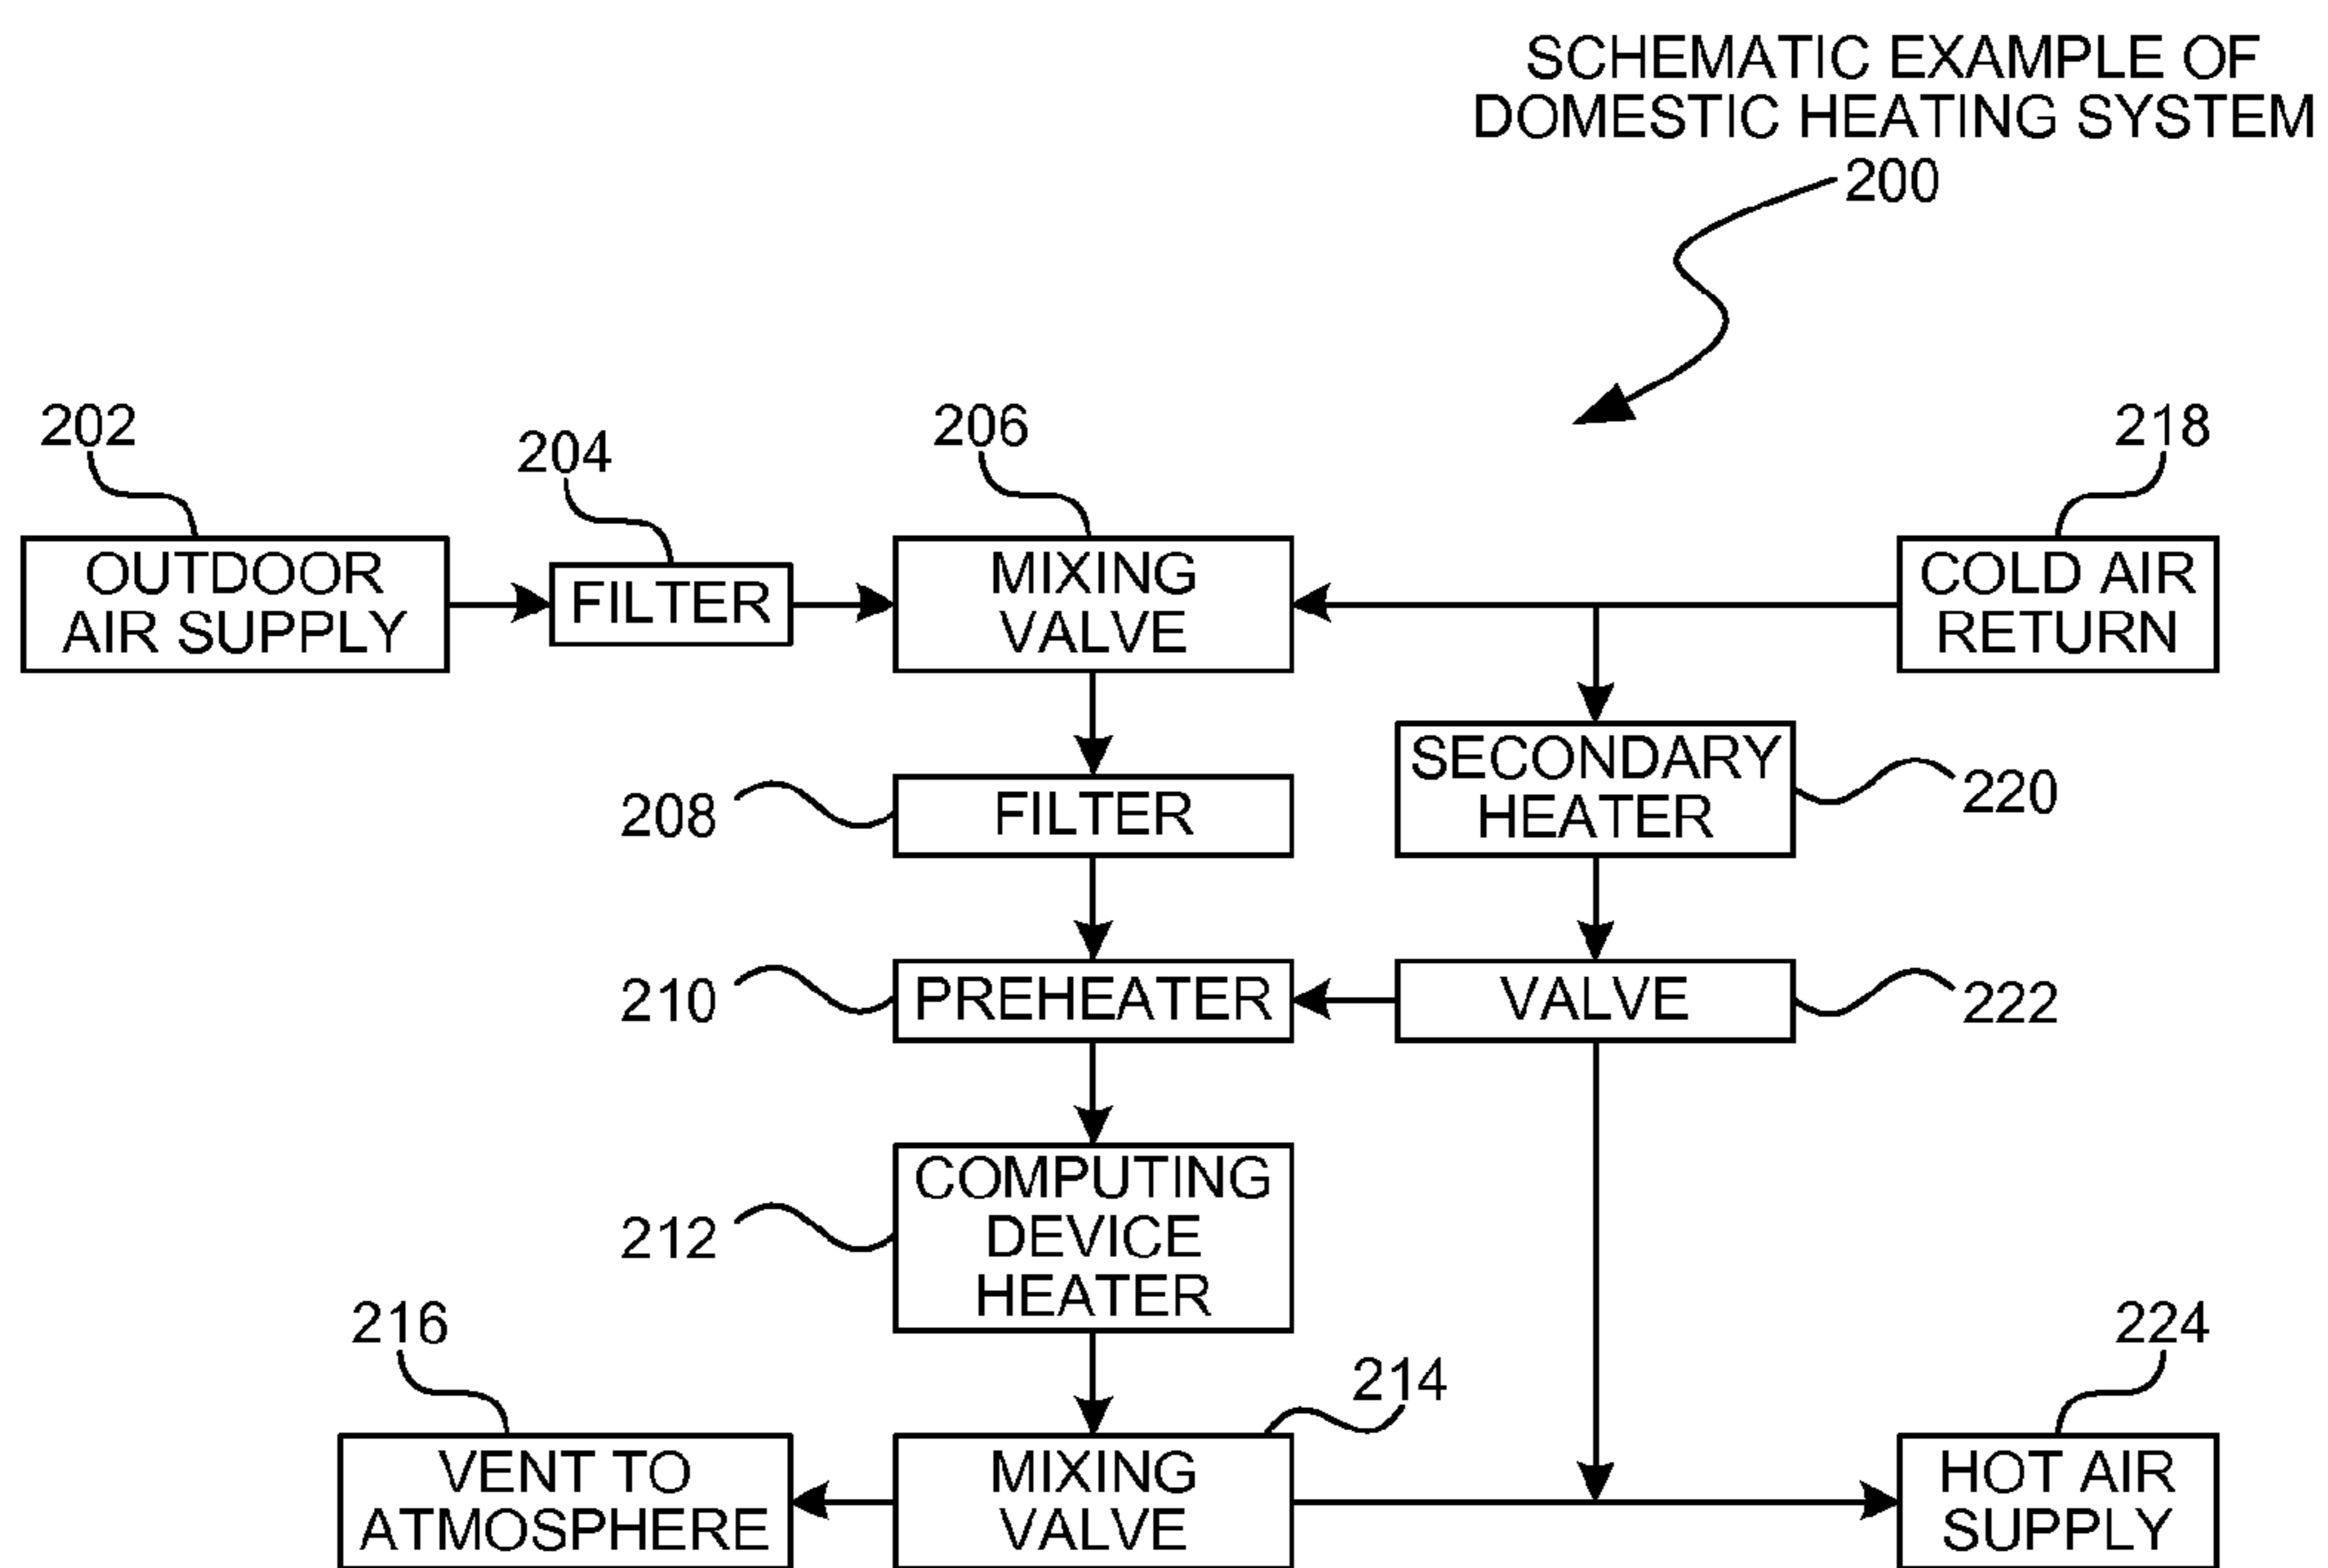 SCHEMATIC EXAMPLE OF
DOMESTIC HEATING SYSTEM
200
202
204
206
218
OUTDOOR
AIR SUPPLY
FILTER
MIXING
VALVE
COLD AIR
RETURN
208
FILTER
SECONDARY
HEATER
220
210
PREHEATER
VALVE
222
212
COMPUTING
DEVICE
HEATER
216
214
224
VENT TO
ATMOSPHERE
MIXING
VALVE
HOT AIR
SUPPLY